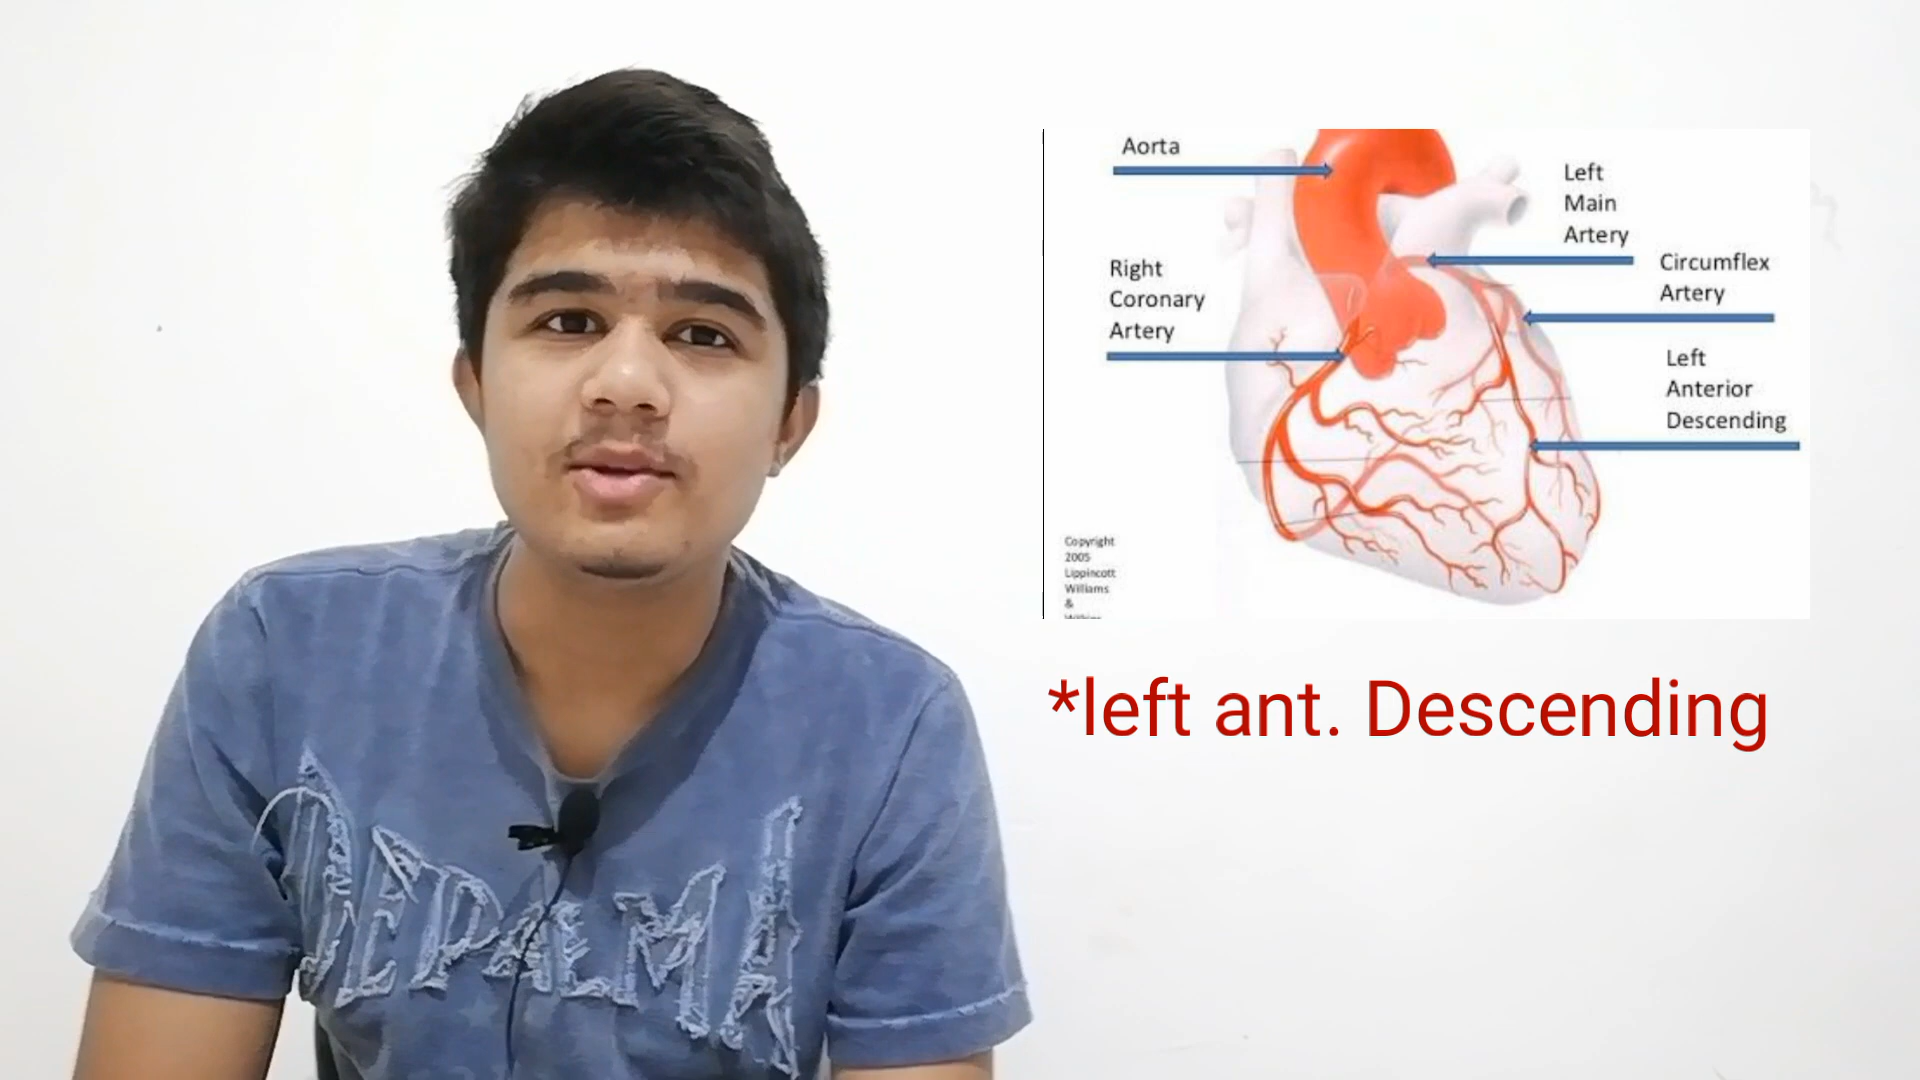 Aorta
Left
Main
Artery
Right
Coronary
Artery
Circumflex
Artery
Left
Anterior
Descending
Copyright
2005
Lippincott
Williams
&
*left ant. Descending
DEPALMA